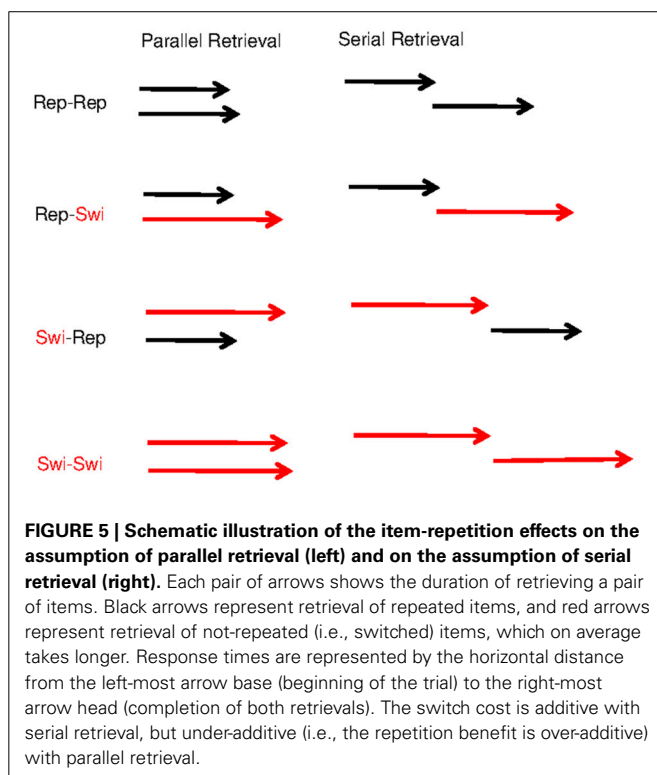 Parallel Retrieval Serial Retrieval
Rep-Rep
Rep-Swi
Swi-Rep
Swi-Swi
FIGURE 5 | Schematic illustration of the item-repetition effects on the
assumption of parallel retrieval (left) and on the assumption of serial
retrieval (right). Each pair of arrows shows the duration of retrieving a pair
of items. Black arrows represent retrieval of repeated items, and red arrows
represent retrieval of not-repeated (i.e., switched) items, which on average
takes longer. Response times are represented by the horizontal distance
from the left-most arrow base (beginning of the trial) to the right-most
arrow head (completion of both retrievals). The switch cost is additive with
serial retrieval, but under-additive (i.e., the repetition benefit is over-additive)
with parallel retrieval.